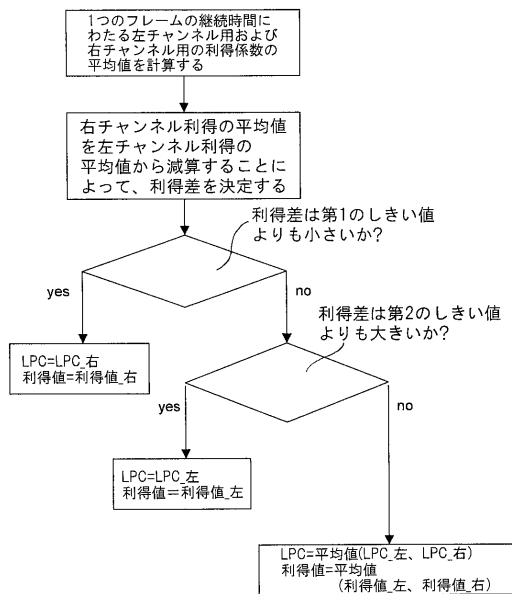 1つのフレームの継続時間に
わたる左チャンネル用および
右チャンネル用の利得係数の
平均値を計算する
右チャンネル利得の平均値
を左チャンネル利得の
平均値から減算することに
よって、利得差を決定する
利得差は第1のしきい値
よりも小さいか?
yes
no
利得差は第2のしきい値
よりも大きいか?
LPC=LPC_右
利得値=利得値_右
yes
no
LPC=LPC_左
利得値=利得値_左
LPC=平均値(LPC_左、LPC_右)
利得値=平均値
(利得値_左、利得値_右)